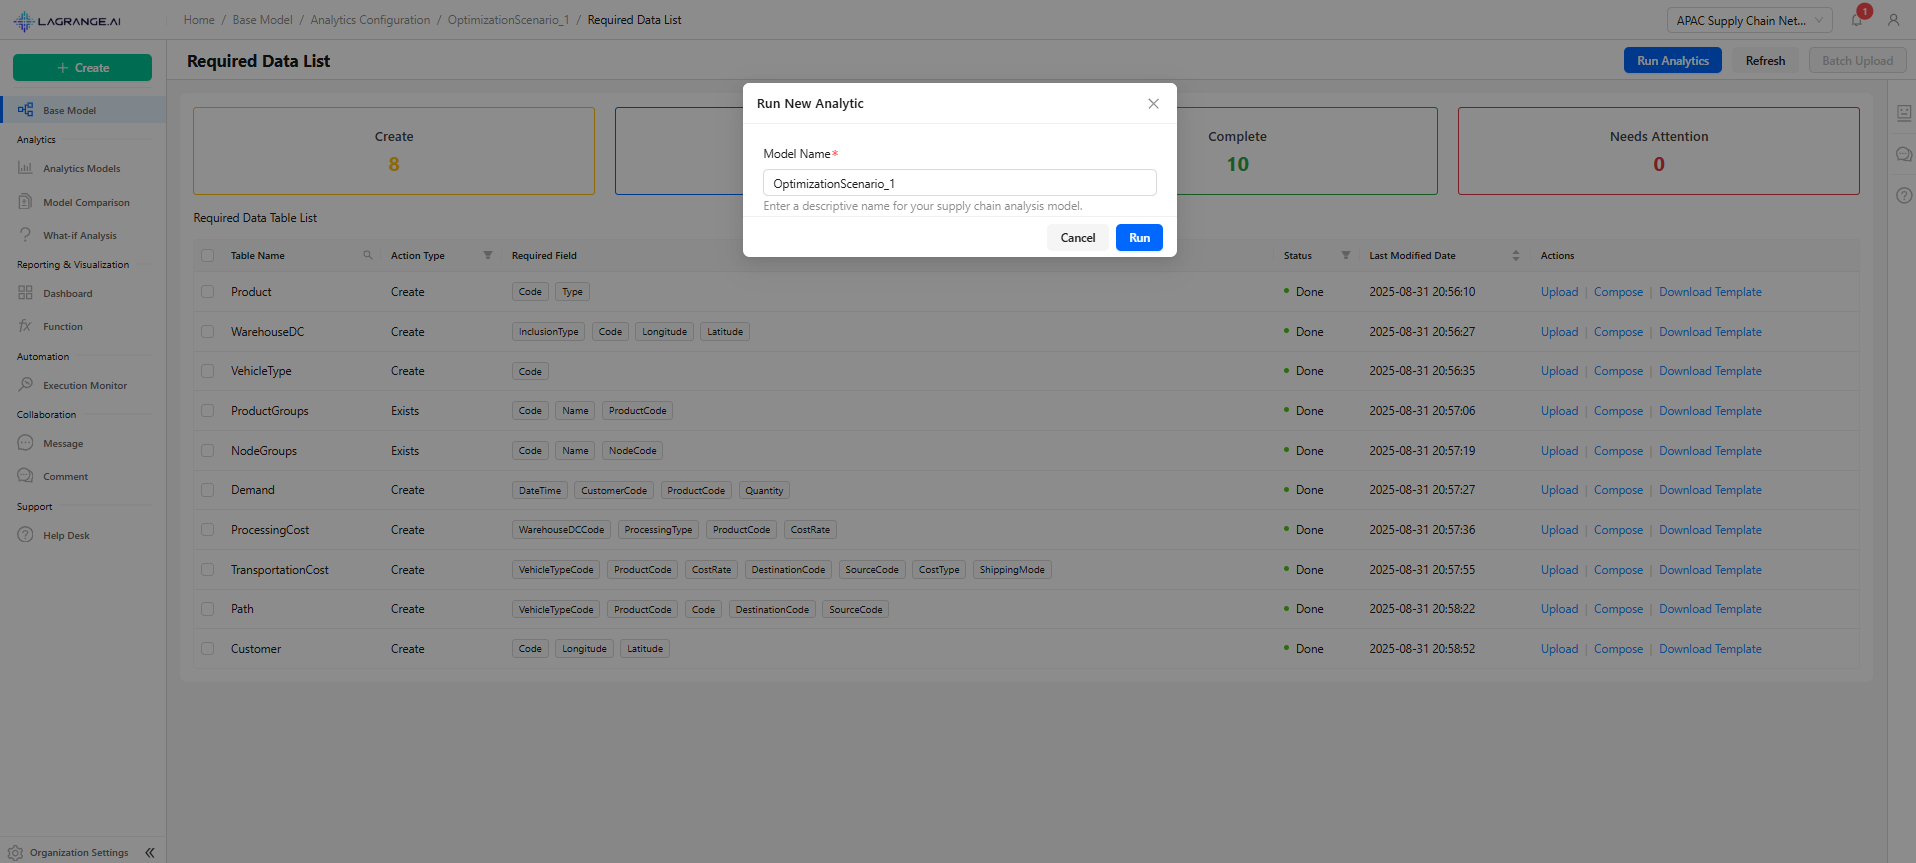 LAGRANGE.AI
Home / Base Model / Analytics Configuration / OptimizationScenario_1 / Required Data List
APAC Supply Chain Net...
1
Create
Required Data List
Run Analytics
Refresh
Batch Upload
Base Model
Analytics
Analytics Models
Model Comparison
What-if Analysis
Reporting & Visualization
Dashboard
Function
Automation
Execution Monitor
Collaboration
Message
Comment
Support
Help Desk
Organization Settings
Create
8
Complete
10
Needs Attention
0
Run New Analytic
Model Name*
OptimizationScenario_1
Enter a descriptive name for your supply chain analysis model.
Cancel
Run
Required Data Table List
Table Name Action Type Required Field Status Last Modified Date Actions
Product Create Code Type Done 2025-08-31 20:56:10 Upload | Compose | Download Template
WarehouseDC Create InclusionType Code Longitude Latitude Done 2025-08-31 20:56:27 Upload | Compose | Download Template
VehicleType Create Code Done 2025-08-31 20:56:35 Upload | Compose | Download Template
ProductGroups Exists Code Name ProductCode Done 2025-08-31 20:57:06 Upload | Compose | Download Template
NodeGroups Exists Code Name NodeCode Done 2025-08-31 20:57:19 Upload | Compose | Download Template
Demand Create DateTime CustomerCode ProductCode Quantity Done 2025-08-31 20:57:27 Upload | Compose | Download Template
ProcessingCost Create WarehouseDCCode ProcessingType ProductCode CostRate Done 2025-08-31 20:57:36 Upload | Compose | Download Template
TransportationCost Create VehicleTypeCode ProductCode CostRate DestinationCode SourceCode CostType ShippingMode Done 2025-08-31 20:57:55 Upload | Compose | Download Template
Path Create VehicleTypeCode ProductCode Code DestinationCode SourceCode Done 2025-08-31 20:58:22 Upload | Compose | Download Template
Customer Create Code Longitude Latitude Done 2025-08-31 20:58:52 Upload | Compose | Download Template